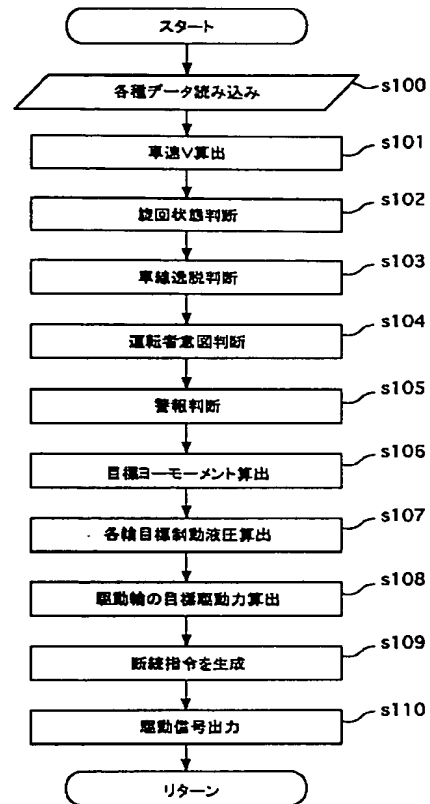 スタート
各種データ読み込み
s100
車速V算出
s101
旋回状態判断
s102
車線逸脱判断
s103
運転者意図判断
s104
警報判断
s105
目標ヨーモーメント算出
s106
各輪目標制動液圧算出
s107
駆動輪の目標駆動力算出
s108
断続指令を生成
s109
駆動信号出力
s110
リターン